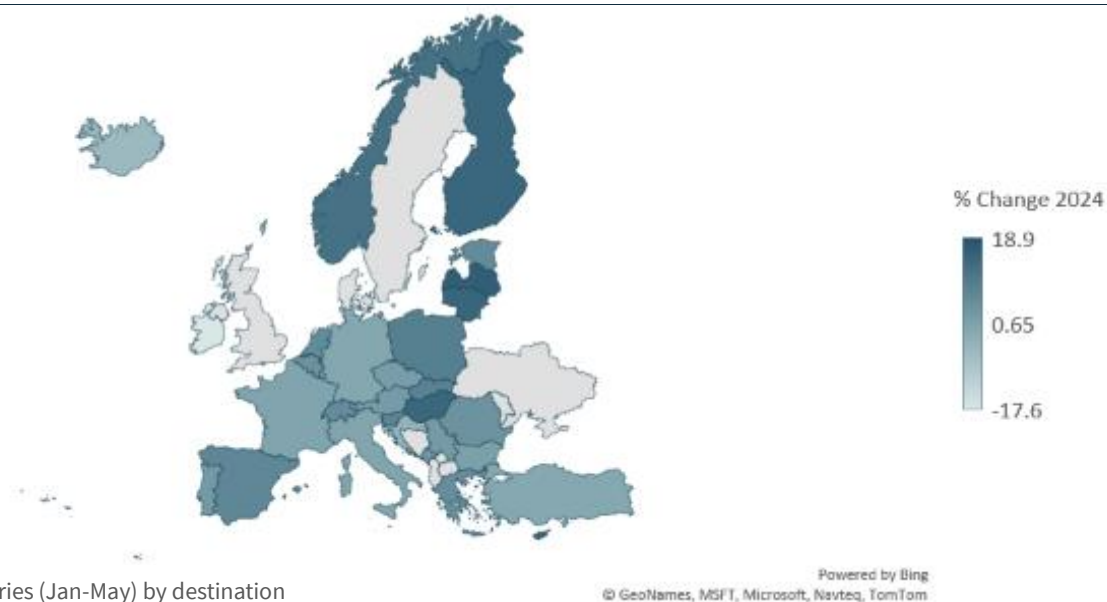 % Change 2024
18.9
0.65
-17.6
Powered by Bing
© GeoNames, MSFT, Microsoft, Navteq, TomTom
ries (Jan-May) by destination